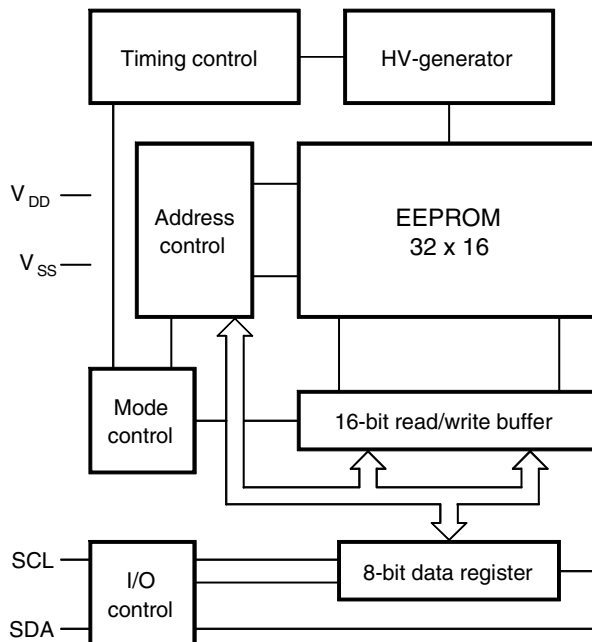 Timing control
HV-generator
V DD
V SS
Address
control
EEPROM
32 x 16
Mode
control
16-bit read/write buffer
SCL
SDA
I/O
control
8-bit data register